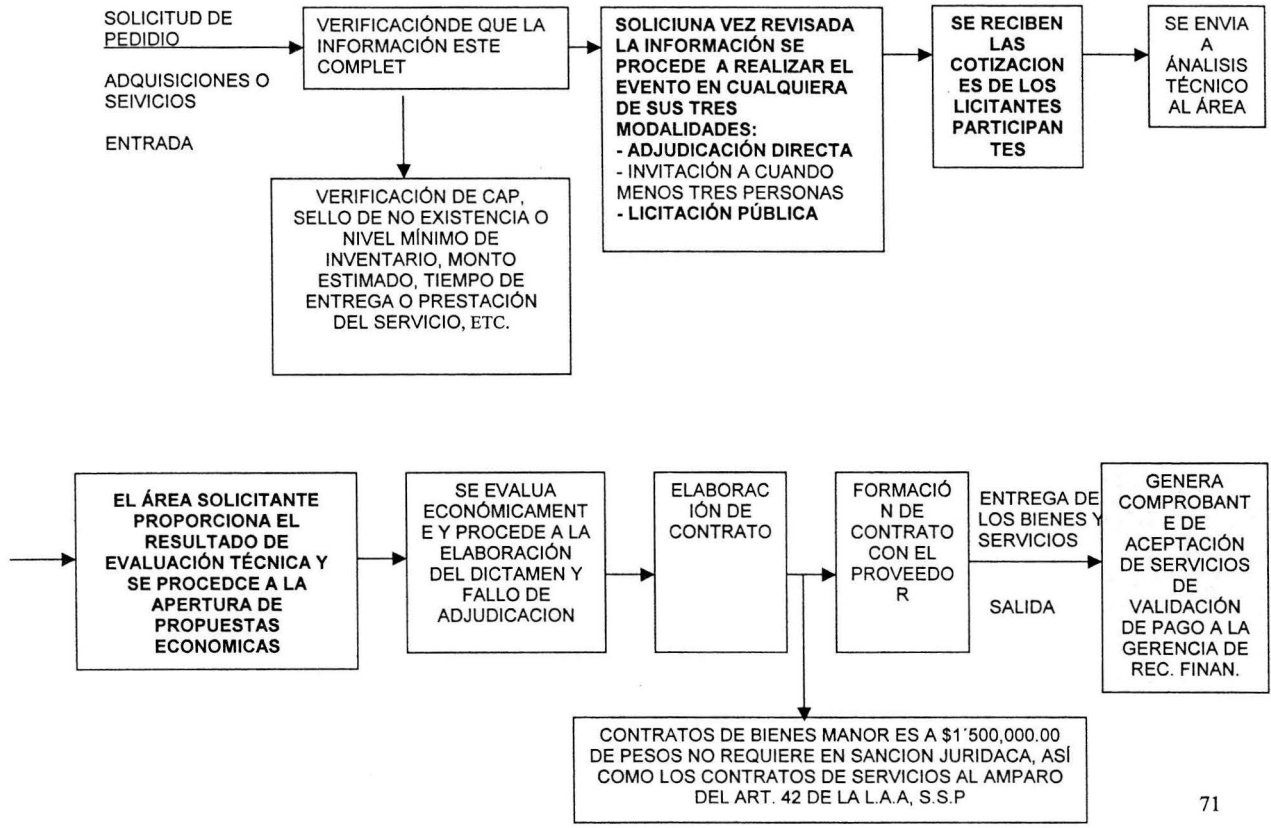 SOLICITUD DE
PEDIDIO
ADQUISICIONES O
SEIVICIOS
ENTRADA
VERIFICACIÓNDE QUE LA
INFORMACIÓN ESTE
COMPLET
VERIFICACIÓN DE CAP,
SELLO DE NO EXISTENCIA O
NIVEL MÍNIMO DE
INVENTARIO, MONTO
ESTIMADO, TIEMPO DE
ENTREGA O PRESTACIÓN
DEL SERVICIO, ETC.
SOLICIUNA VEZ REVISADA
LA INFORMACIÓN SE
PROCEDE A REALIZAR EL
EVENTO EN CUALQUIERA
DE SUS TRES
MODALIDADES:
- ADJUDICACIÓN DIRECTA
- INVITACIÓN A CUANDO
MENOS TRES PERSONAS
- LICITACIÓN PÚBLICA
SE RECIBEN
LAS
COTIZACION
ES DE LOS
LICITANTES
PARTICIPAN
TES
SE ENVIA
A
ÁNALISIS
TÉCNICO
AL ÁREA
EL ÁREA SOLICITANTE
PROPORCIONA EL
RESULTADO DE
EVALUACIÓN TÉCNICA Y
SE PROCEDCE A LA
APERTURA DE
PROPUESTAS
ECONOMICAS
SE EVALUA
ECONÓMICAMENT
E Y PROCEDE A LA
ELABORACIÓN
DEL DICTAMEN Y
FALLO DE
ADJUDICACION
ELABORAC
IÓN DE
CONTRATO
FORMACIÓ
N DE
CONTRATO
CON EL
PROVEEDO
R
ENTREGA DE
LOS BIENES Y
SERVICIOS
SALIDA
GENERA
COMPROBANT
E DE
ACEPTACIÓN
DE SERVICIOS
DE
VALIDACIÓN
DE PAGO A LA
GERENCIA DE
REC. FINAN.
CONTRATOS DE BIENES MANOR ES A $1´500,000.00
DE PESOS NO REQUIERE EN SANCION JURIDACA, ASÍ
COMO LOS CONTRATOS DE SERVICIOS AL AMPARO
DEL ART. 42 DE LA L.A.A, S.S.P
71